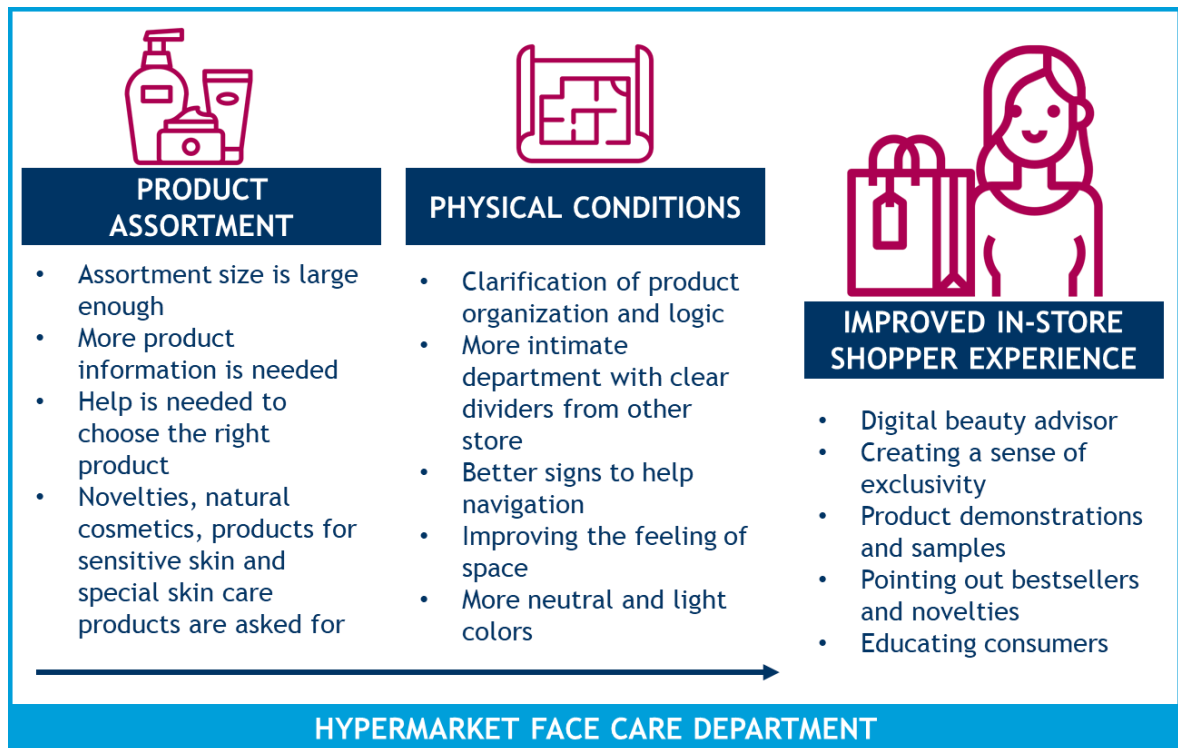 PRODUCT
ASSORTMENT
• Assortment size is large
enough
• More product
information is needed
• Help is needed to
choose the right
product
• Novelties, natural
cosmetics, products for
sensitive skin and
special skin care
products are asked for
PHYSICAL CONDITIONS
• Clarification of product
organization and logic
• More intimate
department with clear
dividers from other
store
• Better signs to help
navigation
• Improving the feeling of
space
• More neutral and light
colors
IMPROVED IN-STORE
SHOPPER EXPERIENCE
• Digital beauty advisor
• Creating a sense of
exclusivity
• Product demonstrations
and samples
• Pointing out bestsellers
and novelties
• Educating consumers
HYPERMARKET FACE CARE DEPARTMENT